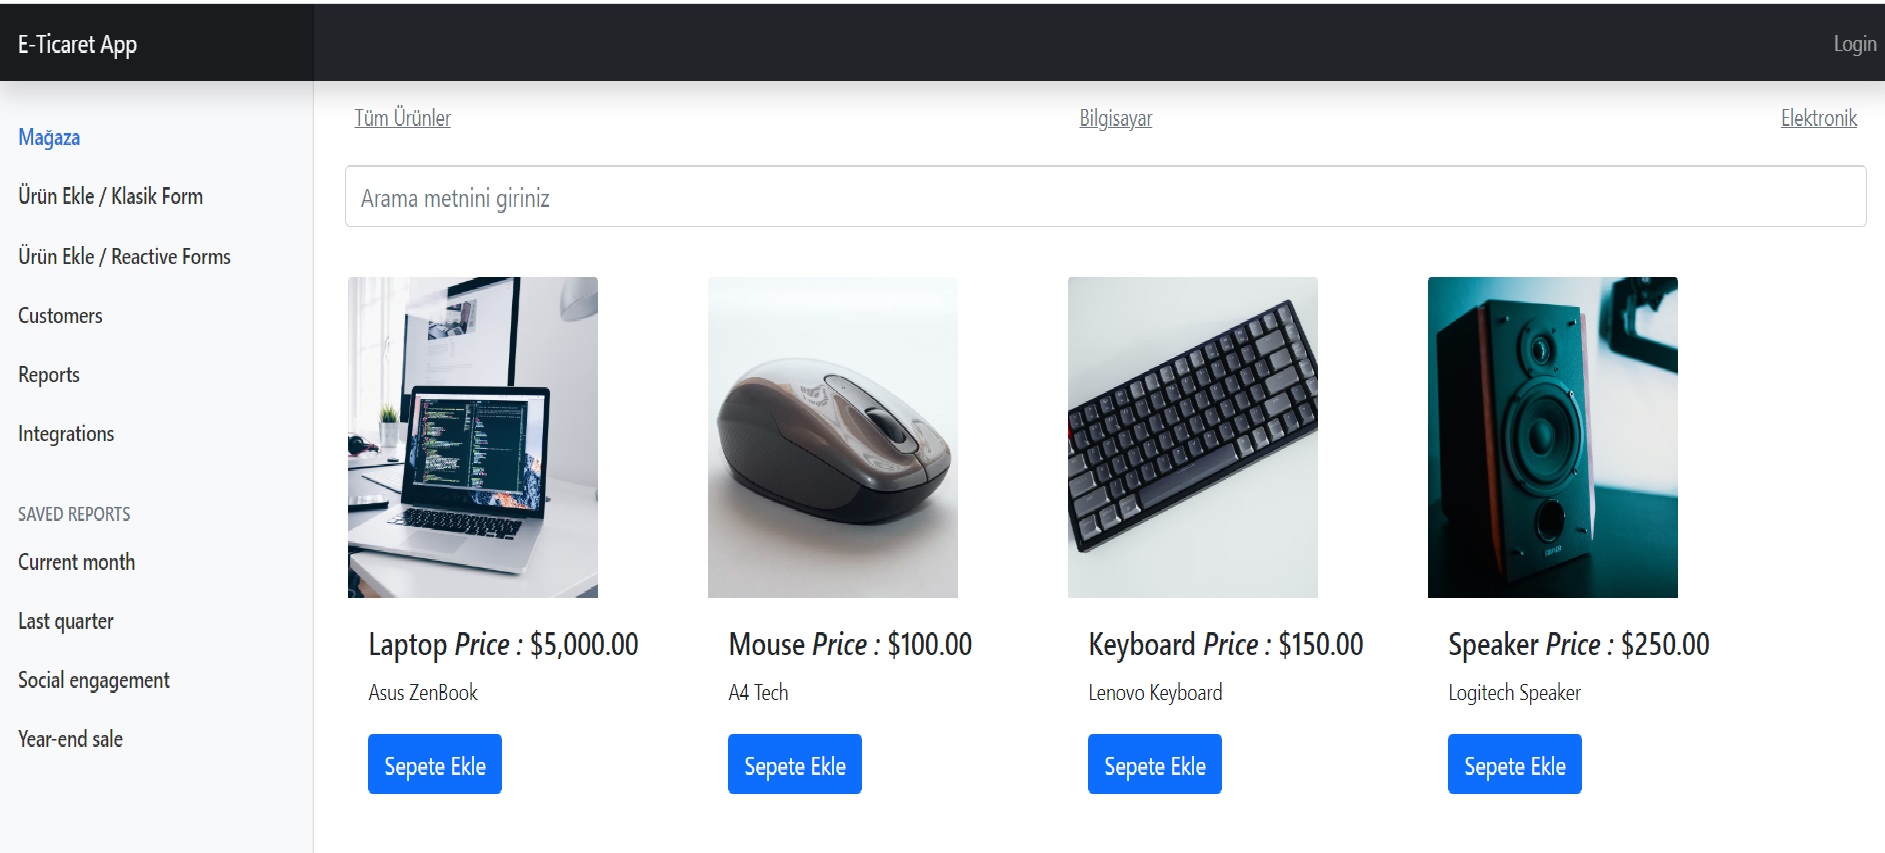 E-Ticaret App
Login
Mağaza
Ürün Ekle / Klasik Form
Ürün Ekle / Reactive Forms
Customers
Reports
Integrations
SAVED REPORTS
Current month
Last quarter
Social engagement
Year-end sale
Tüm Ürünler
Bilgisayar
Elektronik
Arama metnini giriniz
Laptop Price : $5,000.00
Asus ZenBook
Sepete Ekle
Mouse Price : $100.00
A4 Tech
Sepete Ekle
Keyboard Price : $150.00
Lenovo Keyboard
Sepete Ekle
Speaker Price : $250.00
Logitech Speaker
Sepete Ekle